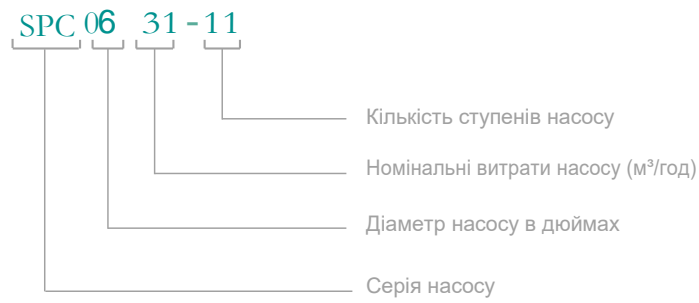 SPC 06 31 - 11
Кількість ступенів насосу
Номінальні витрати насосу (м³/год)
Діаметр насосу в дюймах
Серія насосу